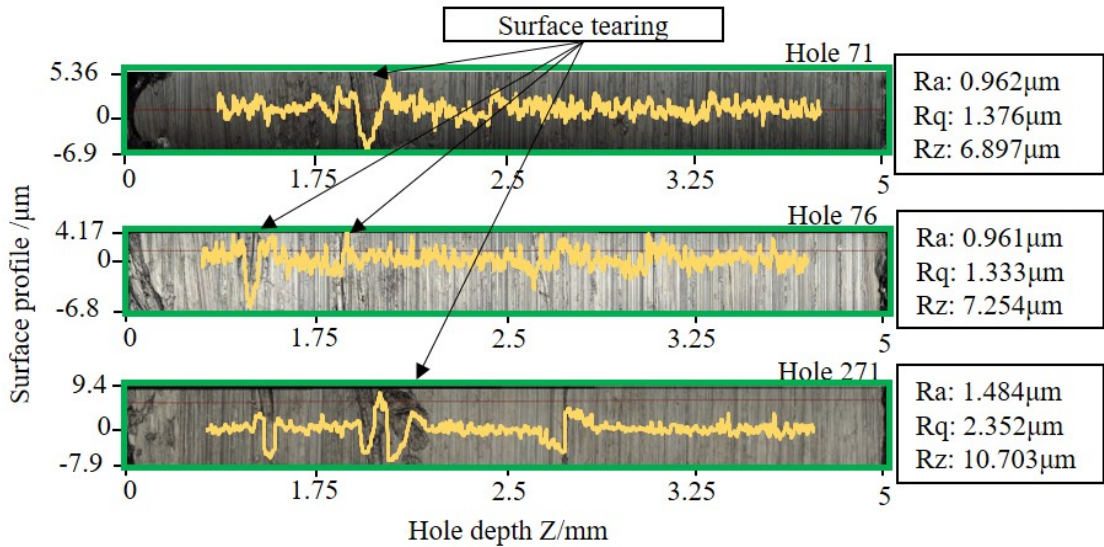 Surface tearing
Hole 71
5.36
0
-6.9
0 1.75 2.5 3.25 5
Ra: 0.962μm
Rq: 1.376μm
Rz: 6.897μm
Surface profile /μm
Hole 76
4.17
0
-6.8
0 1.75 2.5 3.25 5
Ra: 0.961μm
Rq: 1.333μm
Rz: 7.254μm
Hole 271
9.4
0
-7.9
0 1.75 2.5 3.25 5
Ra: 1.484μm
Rq: 2.352μm
Rz: 10.703μm
Hole depth Z/mm